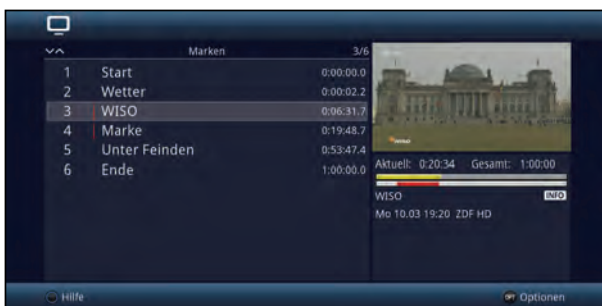 Marken 3/6
1 Start 0:00:00.0
2 Wetter 0:00:02.2
3 WISO 0:06:31.7
4 Marke 0:19:48.7
5 Unter Feinden 0:53:47.4
6 Ende 1:00:00.0
WISO
Aktuell: 0:20:34 Gesamt: 1:00:00
WISO INFO
Mo 10.03 19:20 ZDF HD
Hilfe OPT Optionen